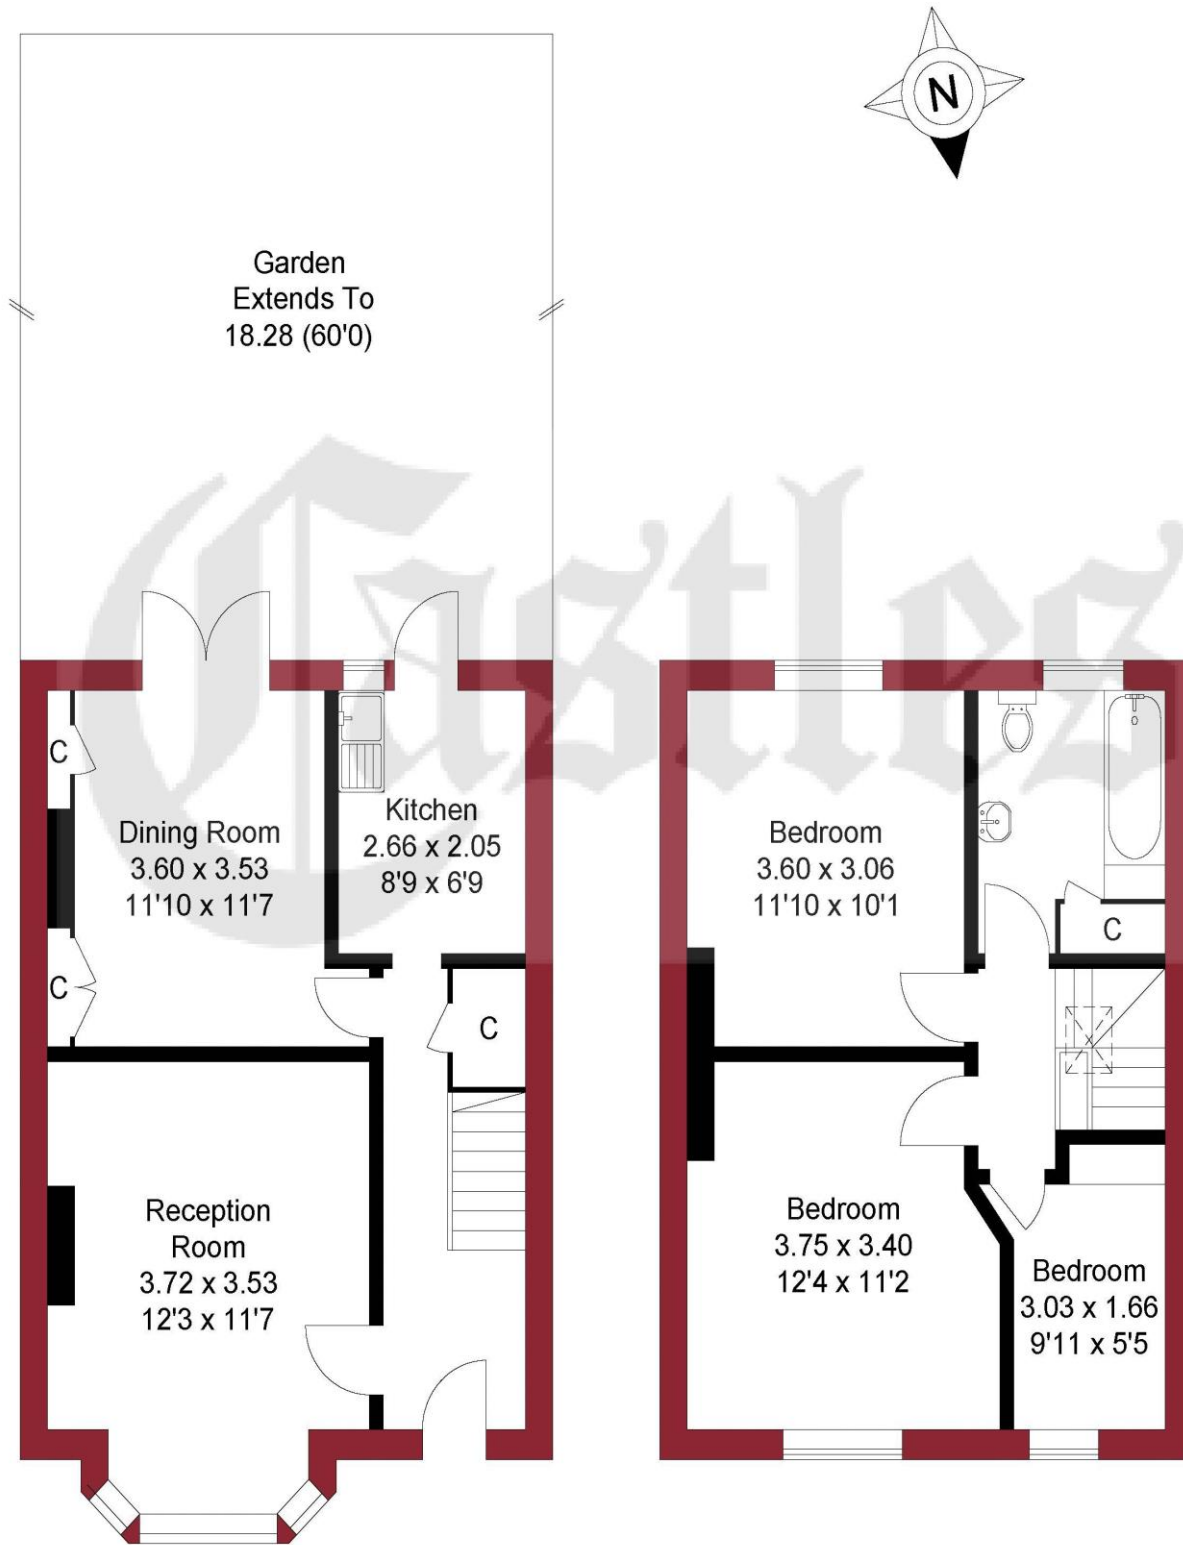 N
Garden
Extends To
18.28 (60'0)
Castles
C
Dining Room
3.60 x 3.53
11'10 x 11'7
C
Kitchen
2.66 x 2.05
8'9 x 6'9
C
Reception
Room
3.72 x 3.53
12'3 x 11'7
Bedroom
3.60 x 3.06
11'10 x 10'1
C
Bedroom
3.75 x 3.40
12'4 x 11'2
Bedroom
3.03 x 1.66
9'11 x 5'5